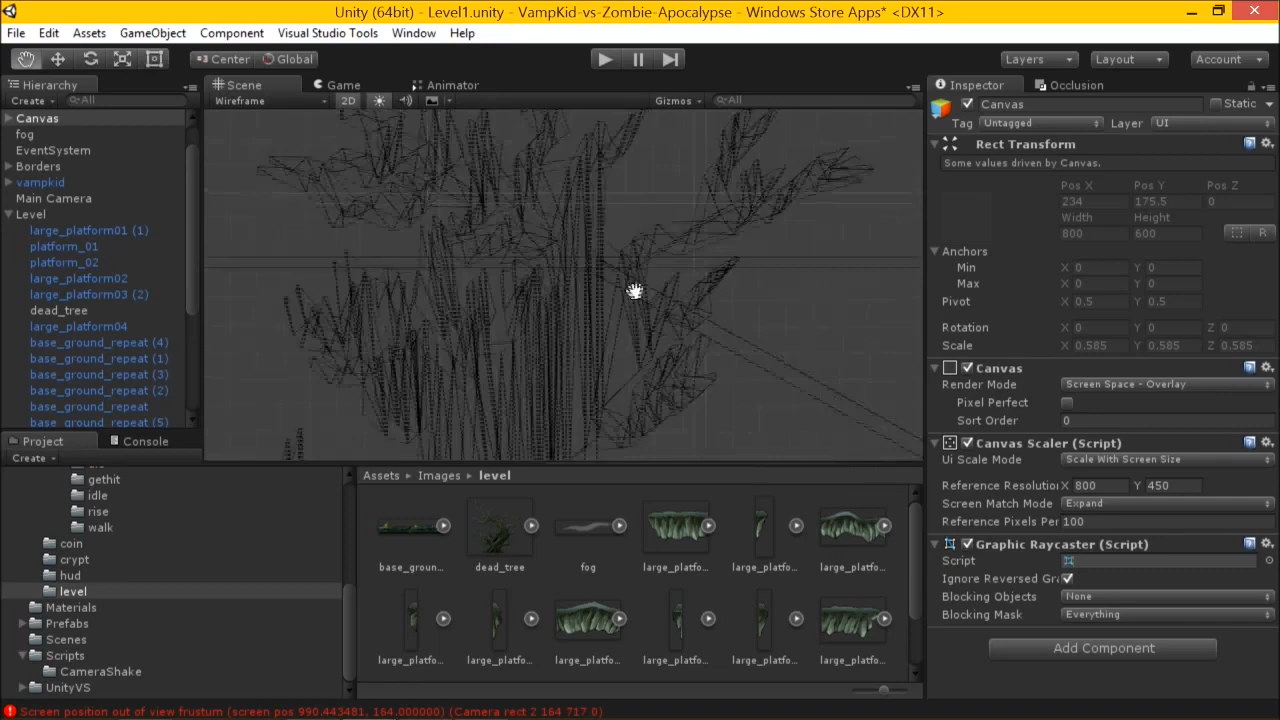 Unity (64bit) - Level1.unity - VampKid-vs-Zombie-Apocalypse - Windows Store Apps* <DX11>
File Edit Assets GameObject Component Visual Studio Tools Window Help
Center Global Layers Layout Account
Hierarchy
Create All
Canvas
fog
EventSystem
Borders
vampkid
Main Camera
Level
large_platform01 (1)
platform_01
platform_02
large_platform02
large_platform03 (2)
dead_tree
large_platform04
base_ground_repeat (4)
base_ground_repeat (1)
base_ground_repeat (3)
base_ground_repeat (2)
base_ground_repeat
base_ground_repeat (5)
Scene Game Animator
Wireframe 2D Gizmos All
Project Console
Create
gethit
idle
rise
walk
coin
crypt
hud
level
Materials
Prefabs
Scenes
Scripts
CameraShake
UnityVS
Assets Images level
base_groun... dead_tree fog large_platfo... large_platfo... large_platfo...
large_platfo... large_platfo... large_platfo... large_platfo... large_platfo... large_platfo...
Inspector Occlusion
Canvas Static
Tag Untagged Layer UI
Rect Transform
Some values driven by Canvas.
Pos X Pos Y Pos Z
234 175.5 0
Width Height
800 600
R
Anchors
Min X 0 Y 0
Max X 0 Y 0
Pivot X 0.5 Y 0.5
Rotation X 0 Y 0 Z 0
Scale X 0.585 Y 0.585 Z 0.585
Canvas
Render Mode Screen Space - Overlay
Pixel Perfect
Sort Order 0
Canvas Scaler (Script)
Ui Scale Mode Scale With Screen Size
Reference Resolution X 800 Y 450
Screen Match Mode Expand
Reference Pixels Per 100
Graphic Raycaster (Script)
Script
Ignore Reversed Gra
Blocking Objects None
Blocking Mask Everything
Add Component
Screen position out of view frustum (screen pos 990.443481, 164.000000) (Camera rect 2 164 717 0)